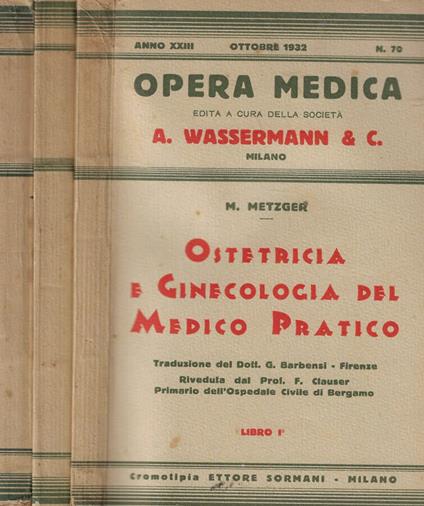 ANNO XXIII OTTOBRE 1932 N. 70
OPERA MEDICA
EDITA A CURA DELLA SOCIETÀ
A. WASSERMANN & C.
MILANO
M. METZGER
OSTETRICIA
E GINECOLOGIA DEL
MEDICO PRATICO
Traduzione del Dott. G. Barbensi - Firenze
Riveduta dal Prof. F. Clauser
Primario dell'Ospedale Civile di Bergamo
LIBRO I°
Cromotipia ETTORE SORMANI - MILANO